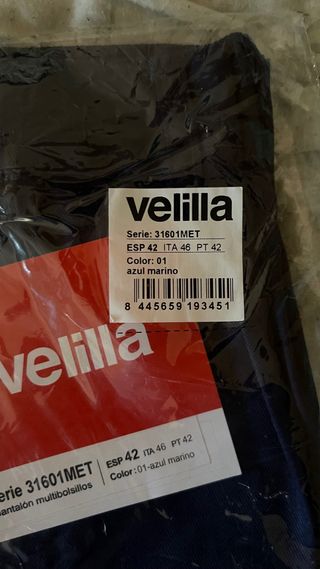 velilla
Serie: 31601MET
ESP 42 ITA 46 PT 42
Color: 01
azul marino
8 445659 193451
velilla
Serie 31601MET
pantalón multibolsillos
ESP 42 ITA 46 PT 42
Color: 01-azul marino